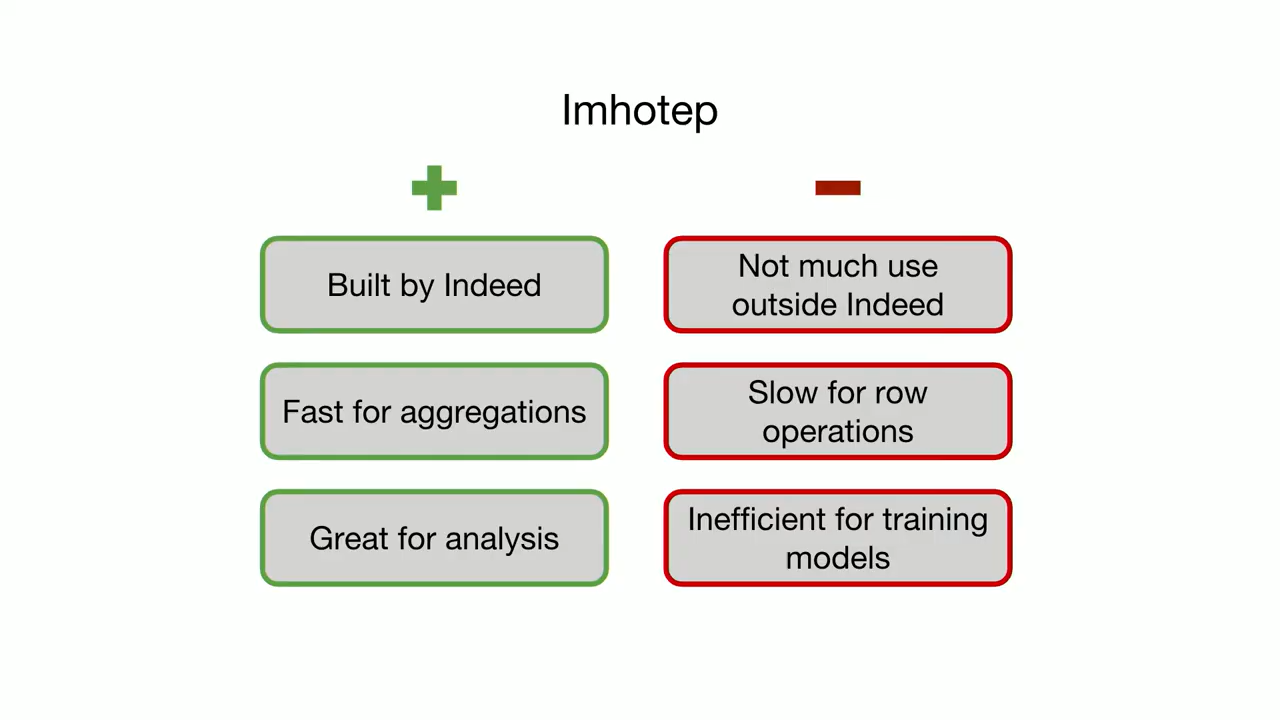 Imhotep
Built by Indeed
Not much use
outside Indeed
Fast for aggregations
Slow for row
operations
Great for analysis
Inefficient for training
models